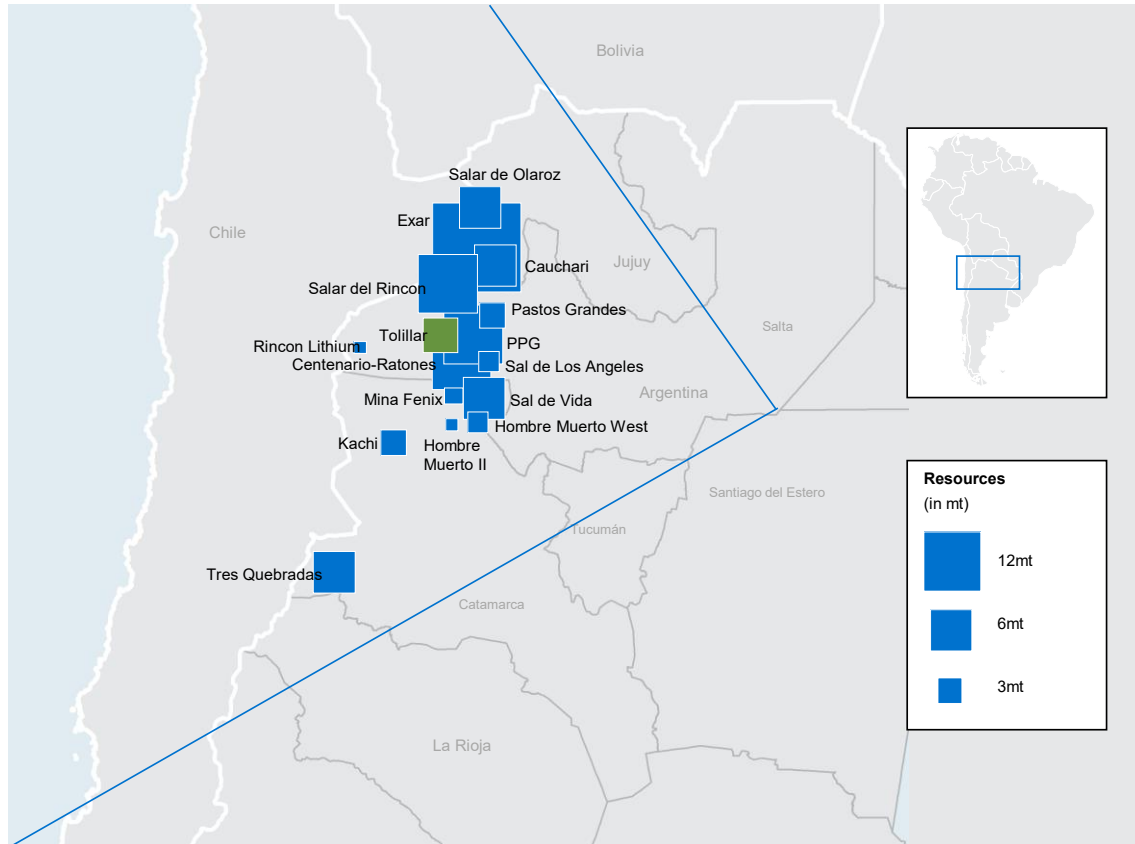 Bolivia
Salar de Olaroz
Exar
Chile
Cauchari
Jujuy
Salar del Rincon
Pastos Grandes
Salta
Tolillar
PPG
Rincon Lithium
Centenario-Ratones
Sal de Los Angeles
Argentina
Mina Fenix
Sal de Vida
Hombre Muerto West
Kachi
Hombre
Muerto II
Santiago del Estero
Tucumán
Tres Quebradas
Catamarca
La Rioja
Resources
(in mt)
12mt
6mt
3mt